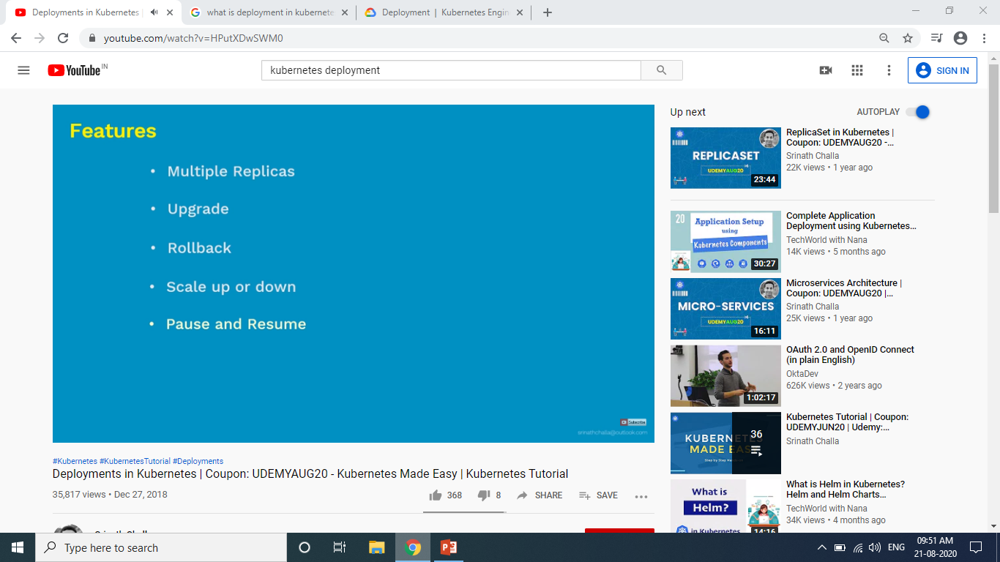 Deployments in Kubernetes |
what is deployment in kubernete
Deployment | Kubernetes Engin
youtube.com/watch?v=HPutXDwSWM0
YouTube IN
kubernetes deployment
SIGN IN
Features
• Multiple Replicas
• Upgrade
• Rollback
• Scale up or down
• Pause and Resume
Subscribe
srinathchalla@outlook.com
#Kubernetes #KubernetesTutorial #Deployments
Deployments in Kubernetes | Coupon: UDEMYAUG20 - Kubernetes Made Easy | Kubernetes Tutorial
35,817 views • Dec 27, 2018
368
8
SHARE
SAVE
Up next
AUTOPLAY
REPLICASET
UDEMYAUG20
23:44
ReplicaSet in Kubernetes |
Coupon: UDEMYAUG20 -...
Srinath Challa
22K views • 1 year ago
20
Application Setup
using
Kubernetes Components
30:27
Complete Application
Deployment using Kubernetes...
TechWorld with Nana
14K views • 5 months ago
MICRO-SERVICES
UDEMYAUG20
16:11
Microservices Architecture |
Coupon: UDEMYAUG20 |...
Srinath Challa
25K views • 1 year ago
1:02:17
OAuth 2.0 and OpenID Connect
(in plain English)
OktaDev
626K views • 2 years ago
KUBERNETES
MADE EASY
36
Kubernetes Tutorial | Coupon:
UDEMYJUN20 | Udemy:...
Srinath Challa
What is
Helm?
in Kubernetes
14:16
What is Helm in Kubernetes?
Helm and Helm Charts...
TechWorld with Nana
34K views • 4 months ago
Type here to search
ENG
09:51 AM
21-08-2020